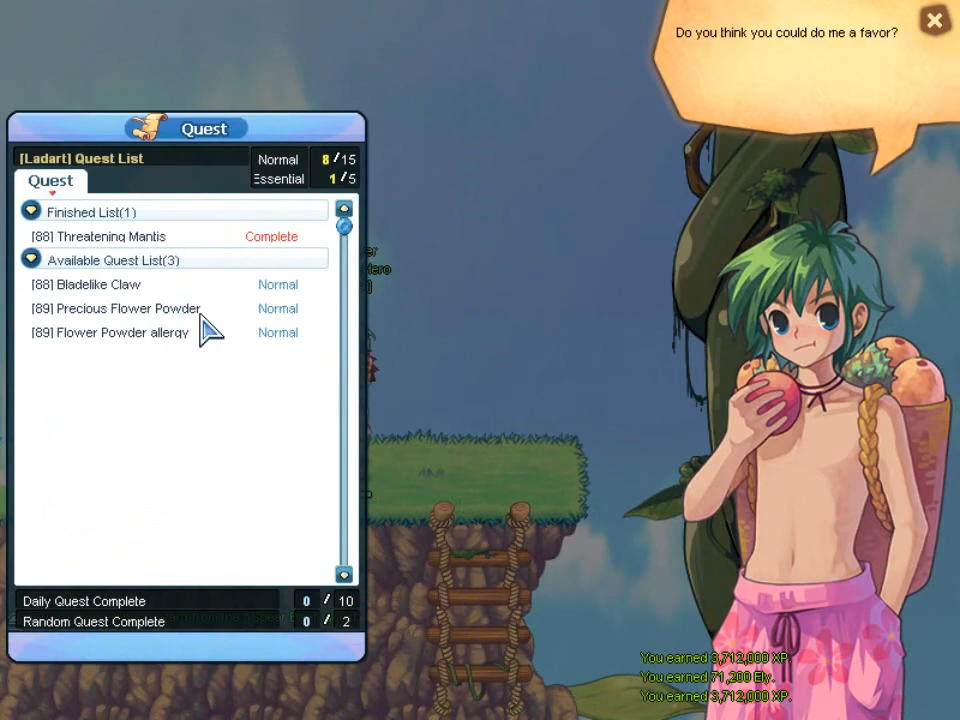 Do you think you could do me a favor?
Quest
[Ladart] Quest List
Normal 8 / 15
Essential 1 / 5
Quest
Finished List(1)
[88] Threatening Mantis Complete
Available Quest List(3)
[88] Bladelike Claw Normal
[89] Precious Flower Powder Normal
[89] Flower Powder allergy Normal
Daily Quest Complete 0 / 10
Random Quest Complete 0 / 2
You earned 3,712,000 XP.
You earned 71,200 Ely.
You earned 3,712,000 XP.